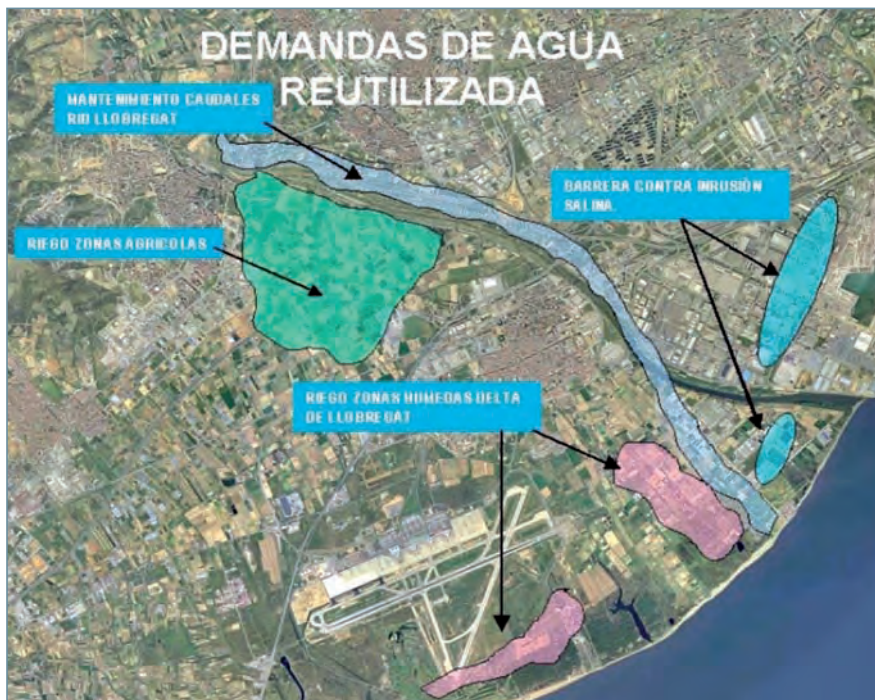 DEMANDAS DE AGUA
REUTILIZADA
MANTENIMIENTO CAUDALES
RIO LLOBREGAT
BARRERA CONTRA INRUSIÓN
SALINA.
RIEGO ZONAS AGRICOLAS
RIEGO ZONAS HUMEDAS DELTA
DE LLOBREGAT